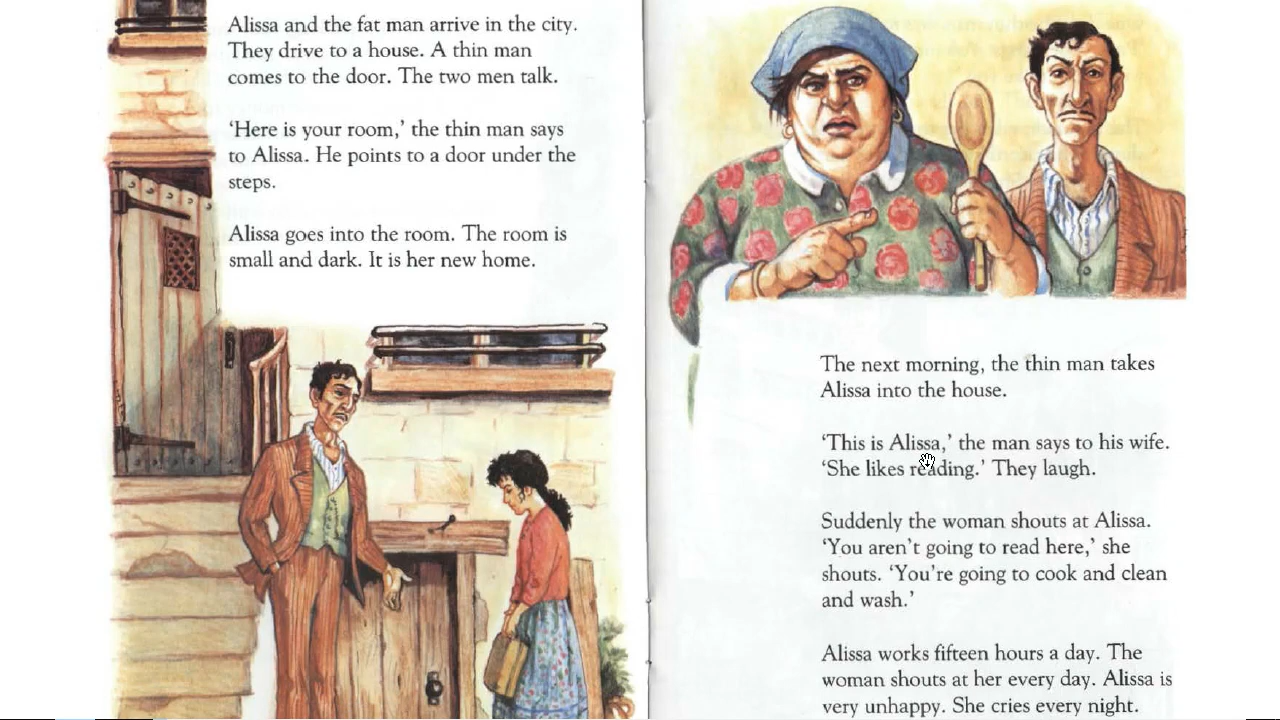 Alissa and the fat man arrive in the city.
They drive to a house. A thin man
comes to the door. The two men talk.
‘Here is your room,’ the thin man says
to Alissa. He points to a door under the
steps.
Alissa goes into the room. The room is
small and dark. It is her new home.
The next morning, the thin man takes
Alissa into the house.
‘This is Alissa,’ the man says to his wife.
‘She likes reading.’ They laugh.
Suddenly the woman shouts at Alissa.
‘You aren’t going to read here,’ she
shouts. ‘You’re going to cook and clean
and wash.’
Alissa works fifteen hours a day. The
woman shouts at her every day. Alissa is
very unhappy. She cries every night.